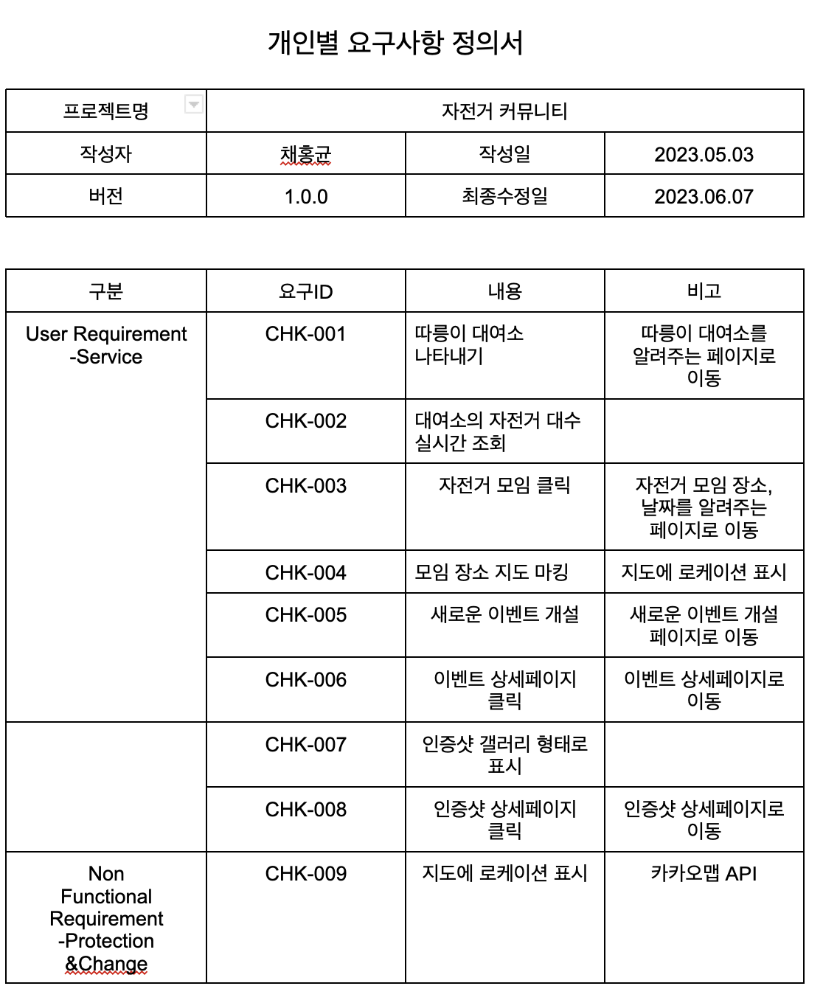 개인별 요구사항 정의서
프로젝트명 자전거 커뮤니티
작성자 채홍균 작성일 2023.05.03
버전 1.0.0 최종수정일 2023.06.07
구분 요구ID 내용 비고
User Requirement
-Service
CHK-001
따릉이 대여소
나타내기
따릉이 대여소를
알려주는 페이지로
이동
CHK-002
대여소의 자전거 대수
실시간 조회
CHK-003
자전거 모임 클릭
자전거 모임 장소,
날짜를 알려주는
페이지로 이동
CHK-004
모임 장소 지도 마킹
지도에 로케이션 표시
CHK-005
새로운 이벤트 개설
새로운 이벤트 개설
페이지로 이동
CHK-006
이벤트 상세페이지
클릭
이벤트 상세페이지로
이동
CHK-007
인증샷 갤러리 형태로
표시
CHK-008
인증샷 상세페이지
클릭
인증샷 상세페이지로
이동
Non
Functional
Requirement
-Protection
&Change
CHK-009
지도에 로케이션 표시
카카오맵 API